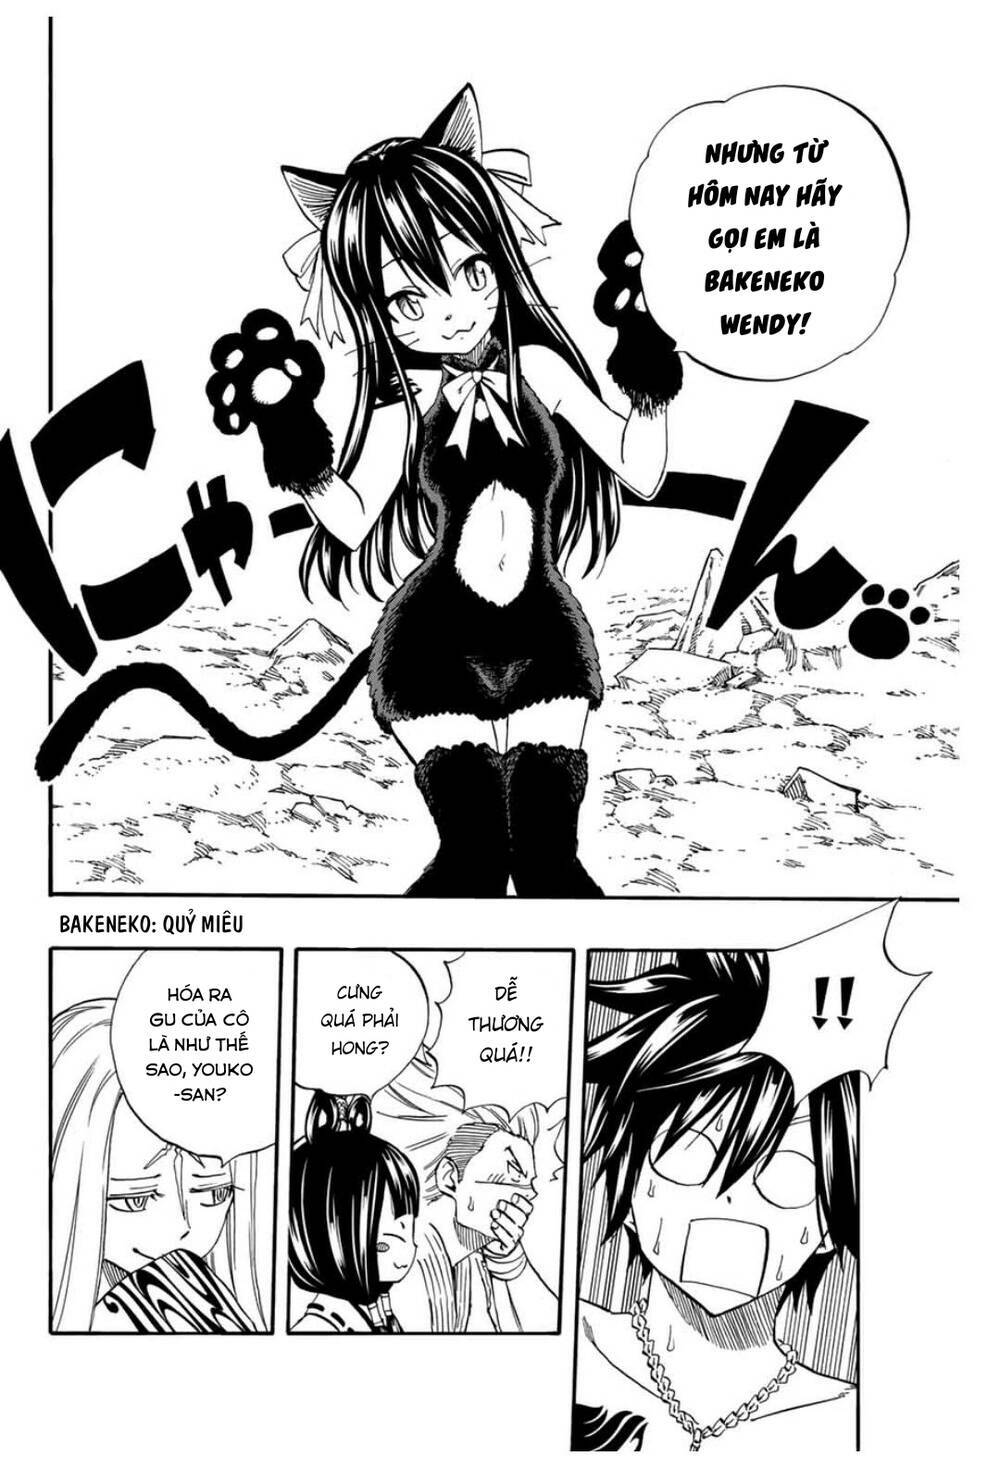 NHƯNG TỪ
HÔM NAY HÃY
GỌI EM LÀ
BAKENEKO
WENDY!
にゃーん
BAKENEKO: QUỶ MIÊU
!!
DỄ
THƯƠNG
QUÁ!!
CƯNG
QUÁ PHẢI
HONG?
HÓA RA
GU CỦA CÔ
LÀ NHƯ THẾ
SAO, YOUKO
-SAN?